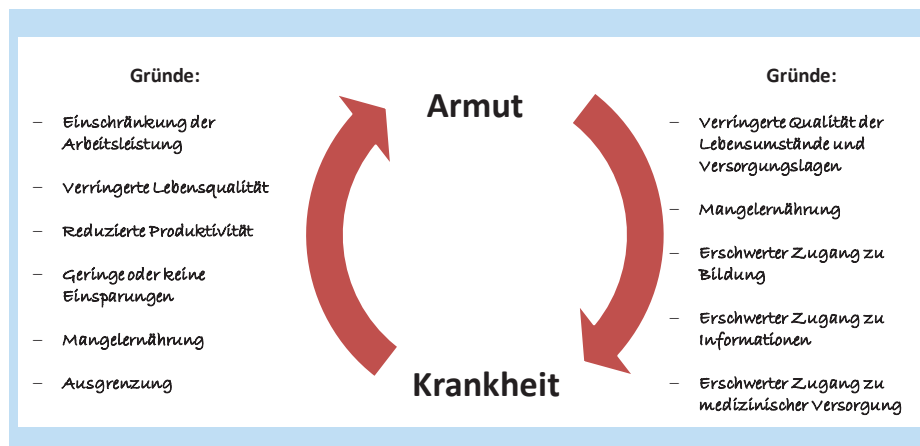 Gründe:
– Einschränkung der
Arbeitsleistung
– Verringerte Lebensqualität
– Reduzierte Produktivität
– Geringe oder keine
Einsparungen
– Mangelernährung
– Ausgrenzung
Armut
Krankheit
Gründe:
– Verringerte Qualität der
Lebensumstände und
Versorgungslagen
– Mangelernährung
– Erschwerter Zugang zu
Bildung
– Erschwerter Zugang zu
Informationen
– Erschwerter Zugang zu
medizinischer Versorgung